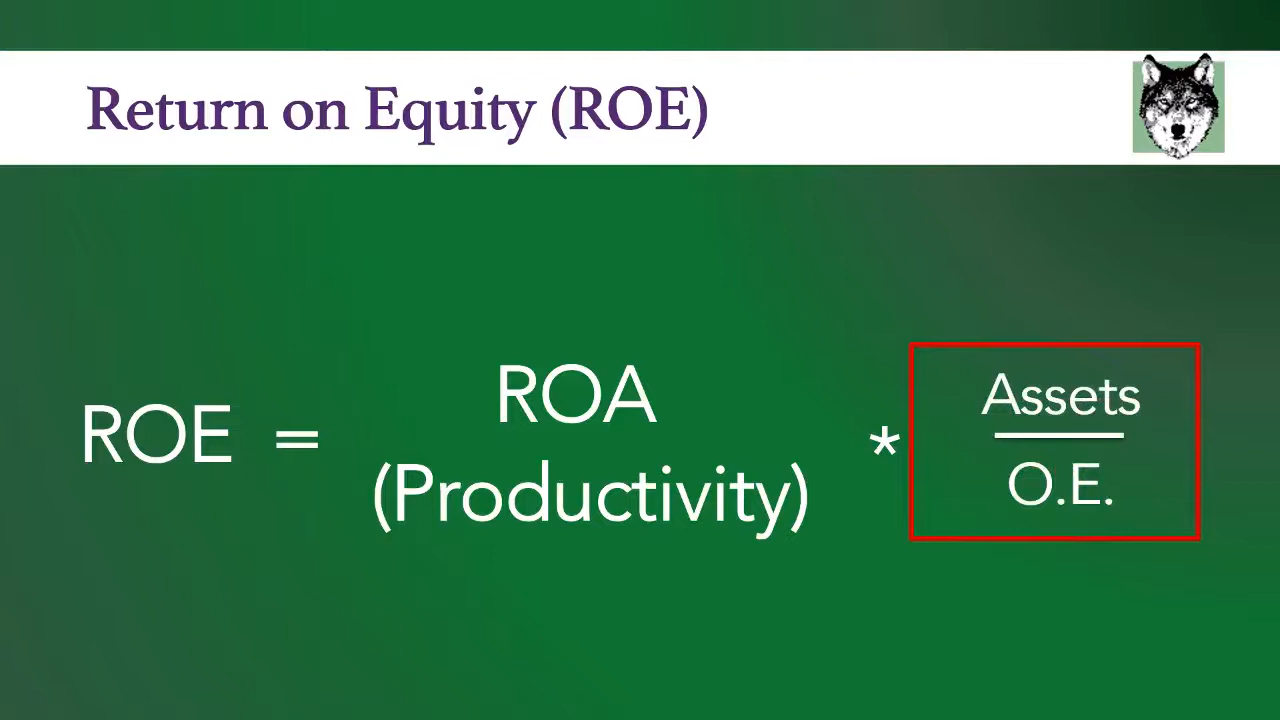 Return on Equity (ROE)
ROE = ROA
(Productivity) * Assets
O.E.